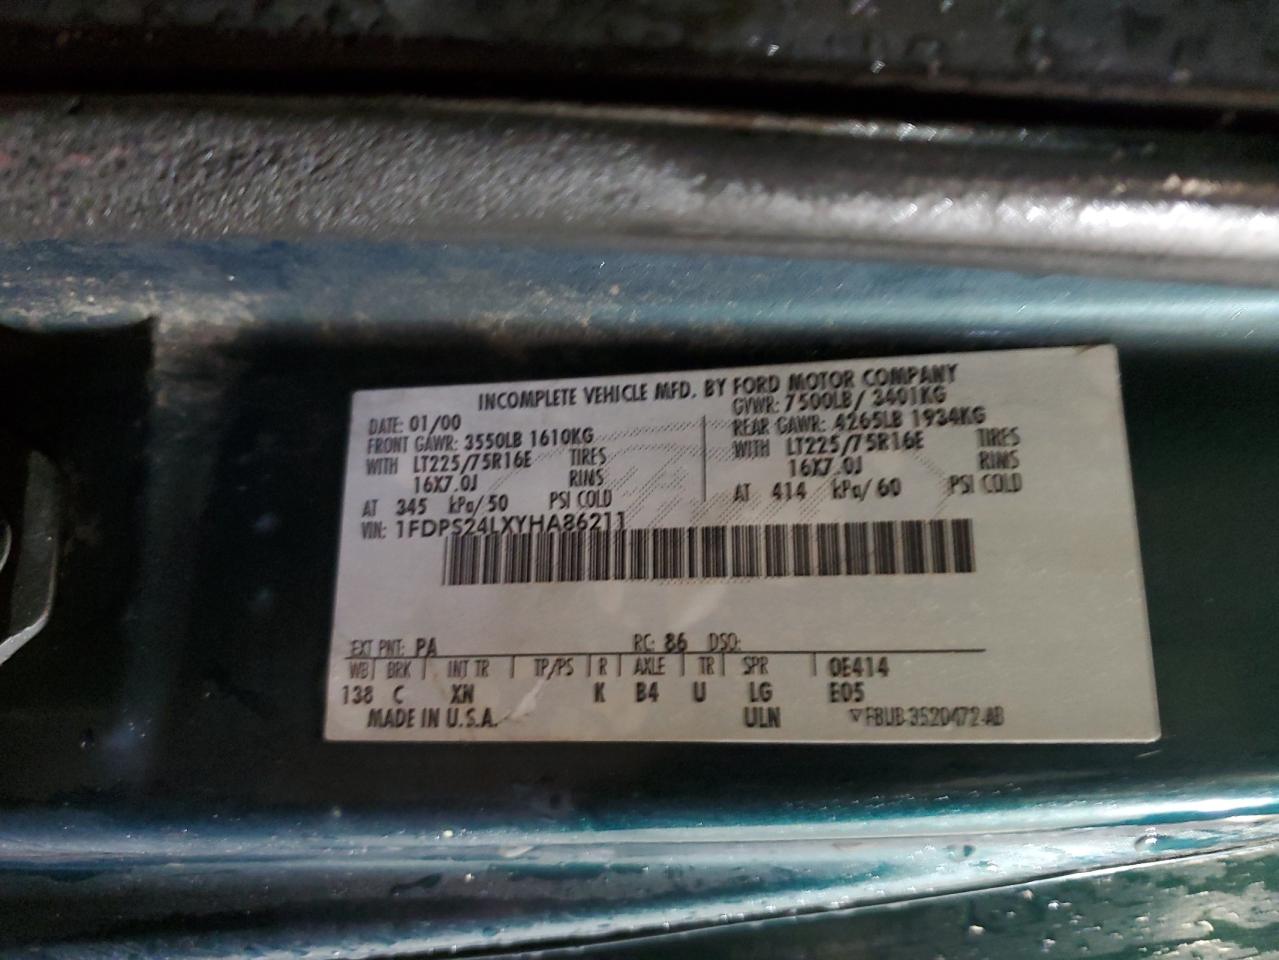 INCOMPLETE VEHICLE MFD. BY FORD MOTOR COMPANY
DATE: 01/00
GVWR: 7500LB/ 3401KG
FRONT GAWR: 3550LB 1610KG
REAR GAWR: 4265LB 1934KG
WITH LT225/75R16E TIRES
WITH LT225/75R16E TIRES
16X7.0J RIMS
16X7.0J RIMS
AT 345 kPa/50 PSI COLD
AT 414 kPa/60 PSI COLD
VIN: 1FDPS24LXYHA86211
EXT PNT: PA RC: 86 DSO:
WB BRK INT TR TP/PS R AXLE TR SPR 0E414
138 C XN K B4 U LG E05
MADE IN U.S.A. ULN F8UB-3520472-AB